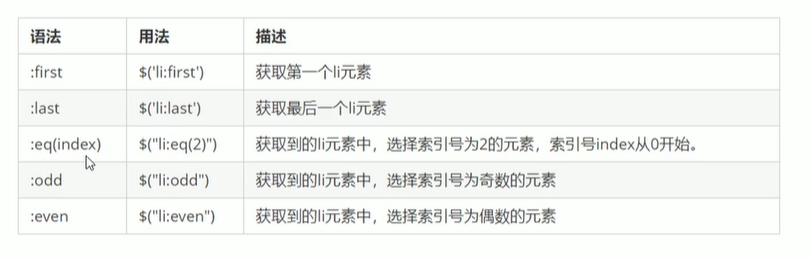 语法 用法 描述
:first $('li:first') 获取第一个li元素
:last $('li:last') 获取最后一个li元素
:eq(index) $("li:eq(2)") 获取到的li元素中，选择索引号为2的元素，索引号index从0开始。
:odd $("li:odd") 获取到的li元素中，选择索引号为奇数的元素
:even $("li:even") 获取到的li元素中，选择索引号为偶数的元素